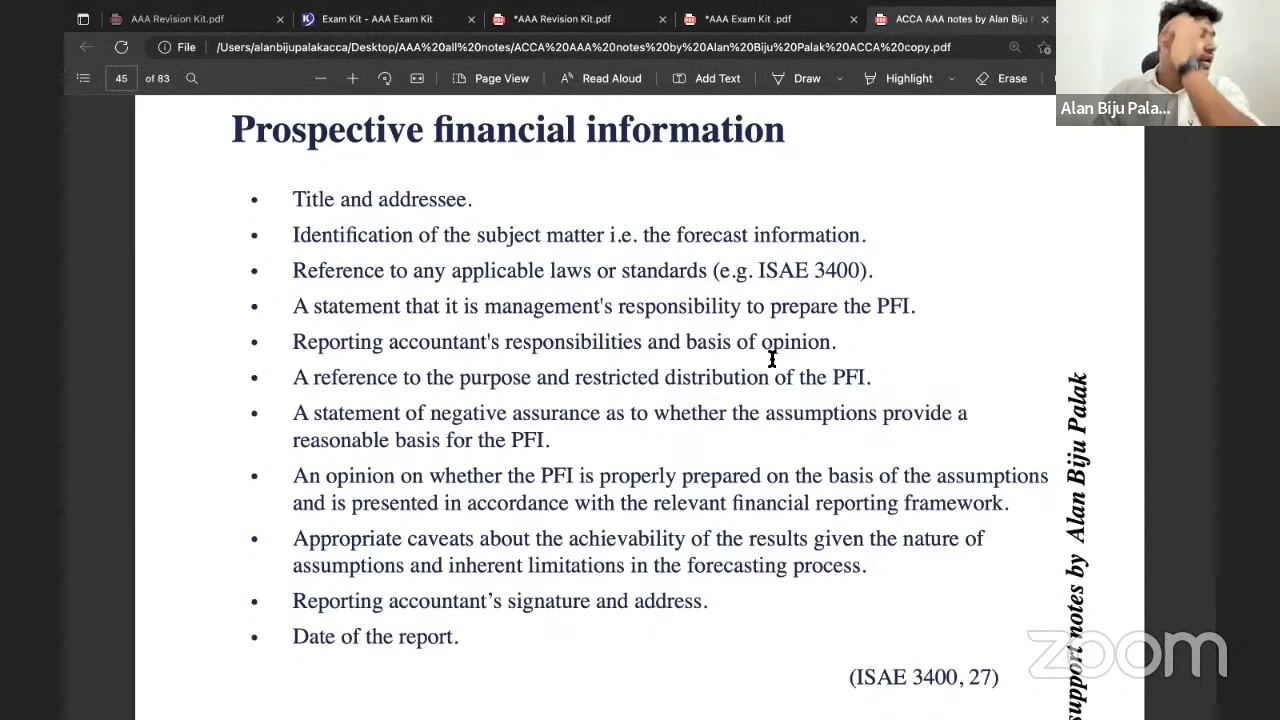 AAA Revision Kit.pdf
Exam Kit - AAA Exam Kit
*AAA Revision Kit.pdf
*AAA Exam Kit .pdf
ACCA AAA notes by Alan Biju
File
/Users/alanbijupalakacca/Desktop/AAA%20all%20notes/ACCA%20AAA%20notes%20by%20Alan%20Biju%20Palak%20ACCA%20copy.pdf
45 of 83
Page View
Read Aloud
Add Text
Draw
Highlight
Erase
Alan Biju Pala...
Prospective financial information
• Title and addressee.
• Identification of the subject matter i.e. the forecast information.
• Reference to any applicable laws or standards (e.g. ISAE 3400).
• A statement that it is management's responsibility to prepare the PFI.
• Reporting accountant's responsibilities and basis of opinion.
• A reference to the purpose and restricted distribution of the PFI.
• A statement of negative assurance as to whether the assumptions provide a
reasonable basis for the PFI.
• An opinion on whether the PFI is properly prepared on the basis of the assumptions
and is presented in accordance with the relevant financial reporting framework.
• Appropriate caveats about the achievability of the results given the nature of
assumptions and inherent limitations in the forecasting process.
• Reporting accountant’s signature and address.
• Date of the report.
(ISAE 3400, 27)
support notes by Alan Biju Palak
zoom